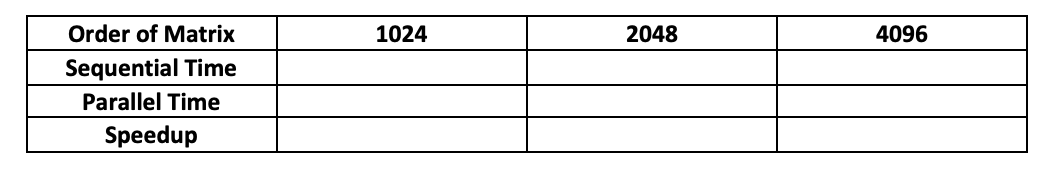 Order of Matrix 1024 2048 4096
Sequential Time
Parallel Time
Speedup